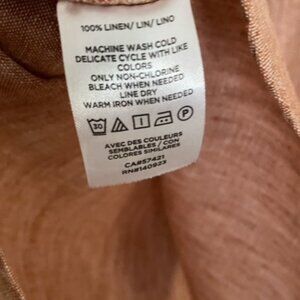 100% LINEN/ LIN/ LINO
MACHINE WASH COLD
DELICATE CYCLE WITH LIKE
COLORS
ONLY NON-CHLORINE
BLEACH WHEN NEEDED
LINE DRY
WARM IRON WHEN NEEDED
30 P
AVEC DES COULEURS
SEMBLABLES / CON
COLORES SIMILARES
CA#57421
RN#140923